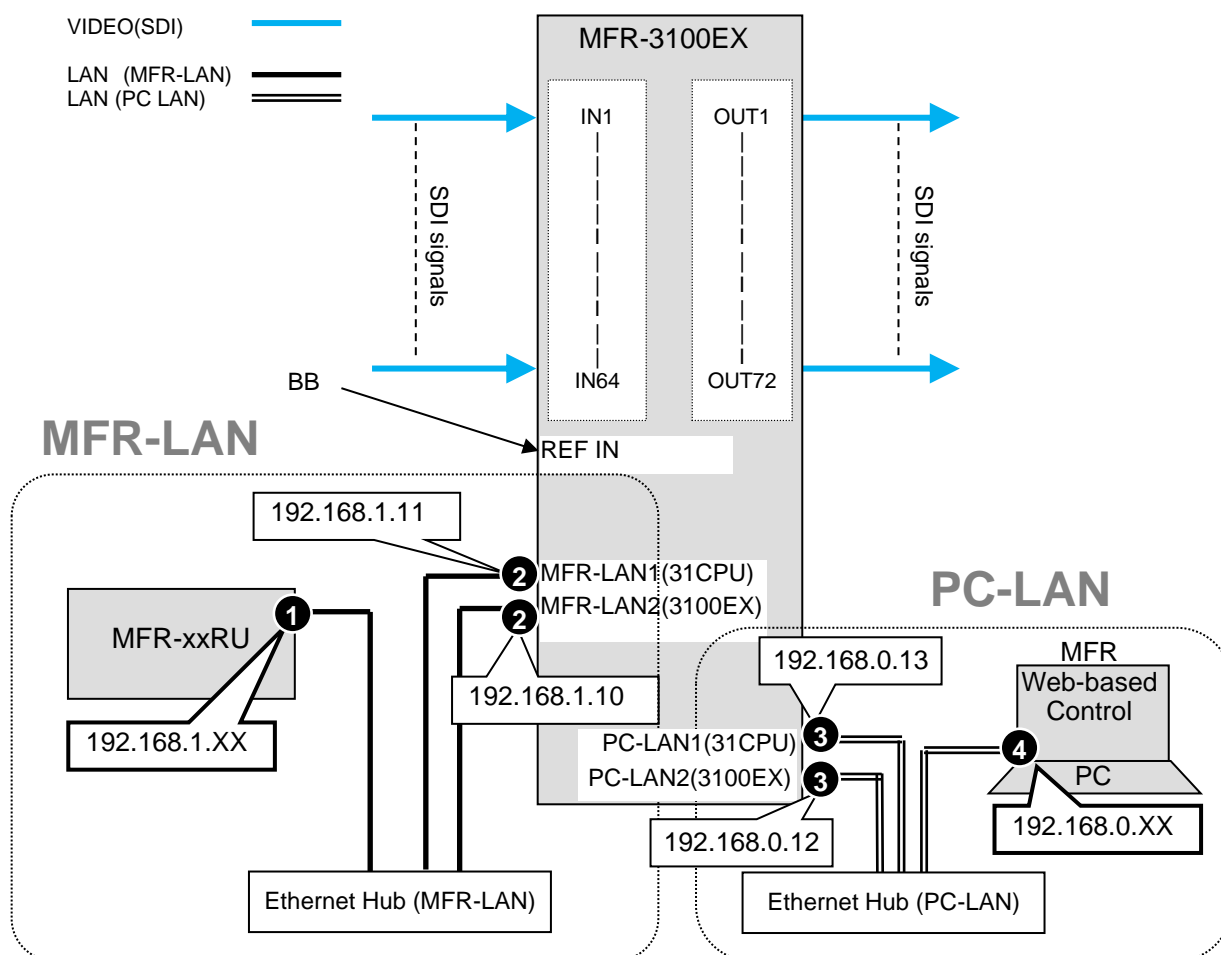 VIDEO(SDI)
LAN (MFR-LAN)
LAN (PC LAN)
MFR-3100EX
IN1
OUT1
SDI signals
SDI signals
IN64
OUT72
BB
REF IN
MFR-LAN
192.168.1.11
2
MFR-LAN1(31CPU)
2
MFR-LAN2(3100EX)
1
MFR-xxRU
192.168.1.10
192.168.1.XX
PC-LAN
192.168.0.13
MFR
Web-based
Control
PC-LAN1(31CPU)
3
4
PC-LAN2(3100EX)
3
PC
192.168.0.12
192.168.0.XX
Ethernet Hub (MFR-LAN)
Ethernet Hub (PC-LAN)